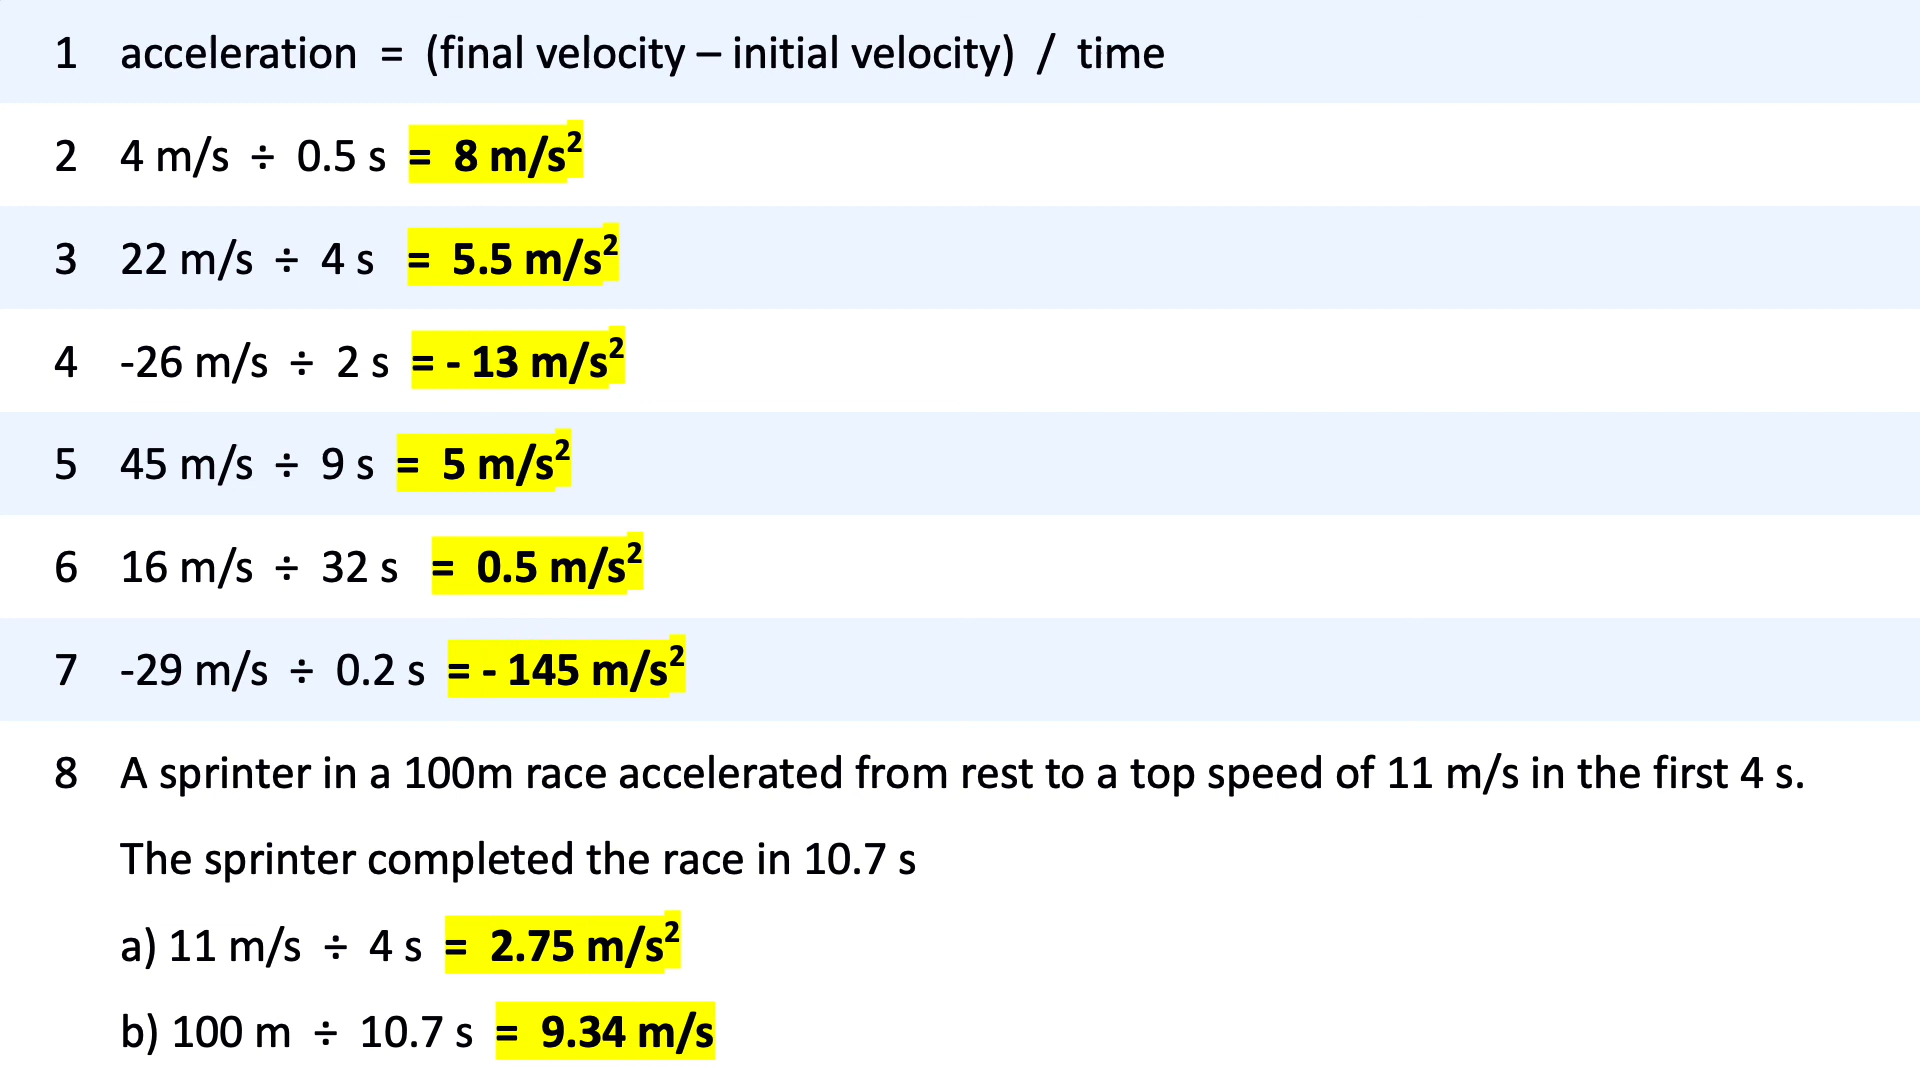 1 acceleration = (final velocity – initial velocity) / time
2 4 m/s ÷ 0.5 s = 8 m/s²
3 22 m/s ÷ 4 s = 5.5 m/s²
4 -26 m/s ÷ 2 s = - 13 m/s²
5 45 m/s ÷ 9 s = 5 m/s²
6 16 m/s ÷ 32 s = 0.5 m/s²
7 -29 m/s ÷ 0.2 s = - 145 m/s²
8 A sprinter in a 100m race accelerated from rest to a top speed of 11 m/s in the first 4 s.
The sprinter completed the race in 10.7 s
a) 11 m/s ÷ 4 s = 2.75 m/s²
b) 100 m ÷ 10.7 s = 9.34 m/s